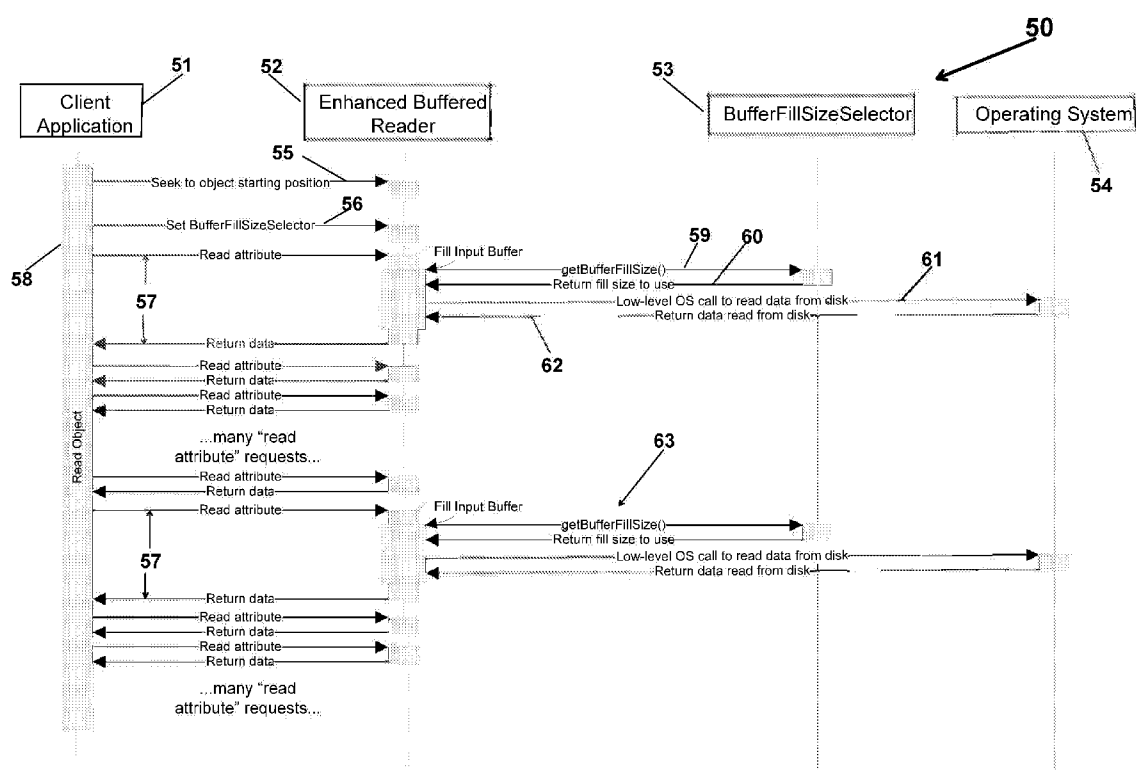 50
51
52
53
Client
Application
Enhanced Buffered
Reader
BufferFillSizeSelector
Operating System
54
55
Seek to object starting position
56
Set BufferFillSizeSelector
58
Read attribute
Fill Input Buffer
59
60
getBufferFillSize()
Return fill size to use
61
57
Low-level OS call to read data from disk
Return data read from disk
62
Return data
Read attribute
Return data
Read attribute
Return data
Read Object
...many "read
attribute" requests...
63
Read attribute
Return data
Read attribute
Fill Input Buffer
getBufferFillSize()
Return fill size to use
57
Low-level OS call to read data from disk
Return data read from disk
Return data
Read attribute
Return data
Read attribute
Return data
...many "read
attribute" requests...